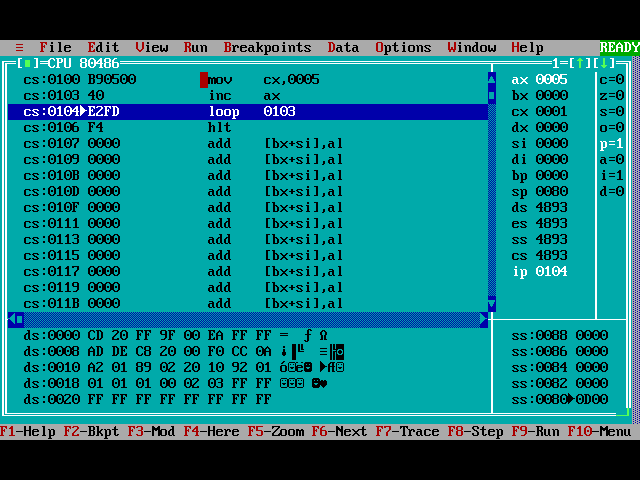 ≡ File Edit View Run Breakpoints Data Options Window Help READY
[■]=CPU 80486 1=[↑][↓]
cs:0100 B90500 mov cx,0005 ax 0005 c=0
cs:0103 40 inc ax bx 0000 z=0
cs:0104▶E2FD loop 0103 cx 0001 s=0
cs:0106 F4 hlt dx 0000 o=0
cs:0107 0000 add [bx+si],al si 0000 p=1
cs:0109 0000 add [bx+si],al di 0000 a=0
cs:010B 0000 add [bx+si],al bp 0000 i=1
cs:010D 0000 add [bx+si],al sp 0080 d=0
cs:010F 0000 add [bx+si],al ds 4893
cs:0111 0000 add [bx+si],al es 4893
cs:0113 0000 add [bx+si],al ss 4893
cs:0115 0000 add [bx+si],al cs 4893
cs:0117 0000 add [bx+si],al ip 0104
cs:0119 0000 add [bx+si],al
cs:011B 0000 add [bx+si],al
ds:0000 CD 20 FF 9F 00 EA FF FF = ƒ Ω ss:0088 0000
ds:0008 AD DE C8 20 00 F0 CC 0A ¡▐╚ ≡╠◙ ss:0086 0000
ds:0010 A2 01 89 02 20 10 92 01 ó☺ë☻ ►Æ☺ ss:0084 0000
ds:0018 01 01 01 00 02 03 FF FF ☺☺☺ ☻♥ ss:0082 0000
ds:0020 FF FF FF FF FF FF FF FF ss:0080▶0D00
F1-Help F2-Bkpt F3-Mod F4-Here F5-Zoom F6-Next F7-Trace F8-Step F9-Run F10-Menu